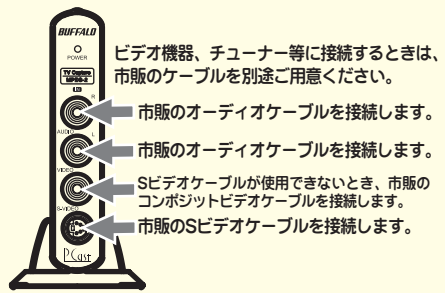 BUFFALO
POWER
ビデオ機器、チューナー等に接続するときは、
市販のケーブルを別途ご用意ください。
TV Capture
MPEG-2
R
市販のオーディオケーブルを接続します。
AUDIO
L
市販のオーディオケーブルを接続します。
VIDEO
Sビデオケーブルが使用できないとき、市販の
コンポジットビデオケーブルを接続します。
S-VIDEO
市販のSビデオケーブルを接続します。
PCast